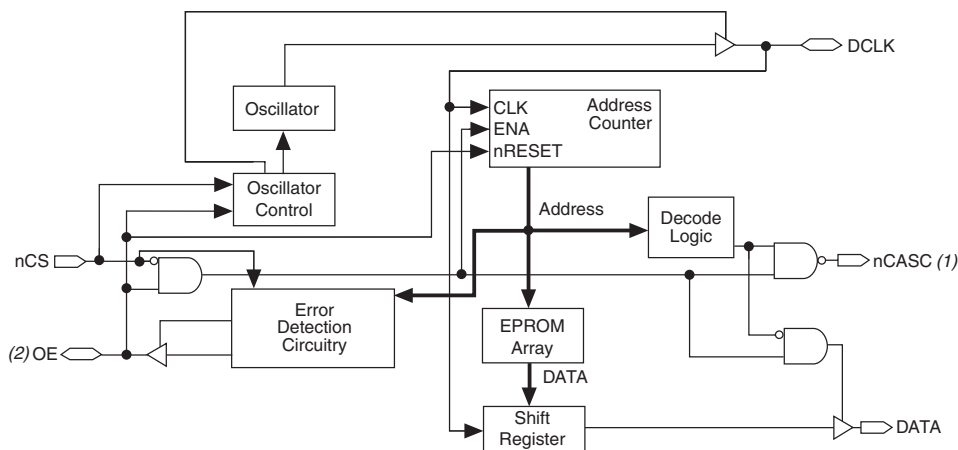 DCLK
Oscillator
CLK
Address
Counter
ENA
nRESET
Oscillator
Control
Address
Decode
Logic
nCS
nCASC (1)
Error
Detection
Circuitry
EPROM
Array
(2) OE
DATA
Shift
Register
DATA